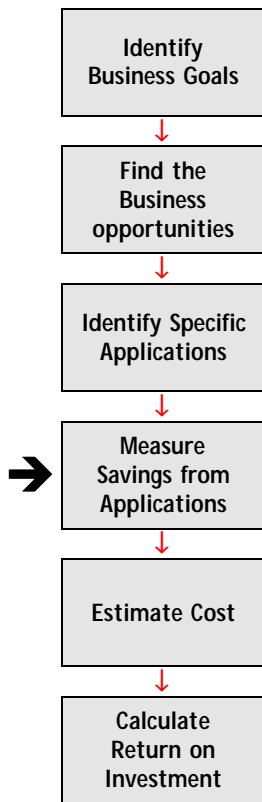 Identify
Business Goals
Find the
Business
opportunities
Identify Specific
Applications
Measure
Savings from
Applications
Estimate Cost
Calculate
Return on
Investment